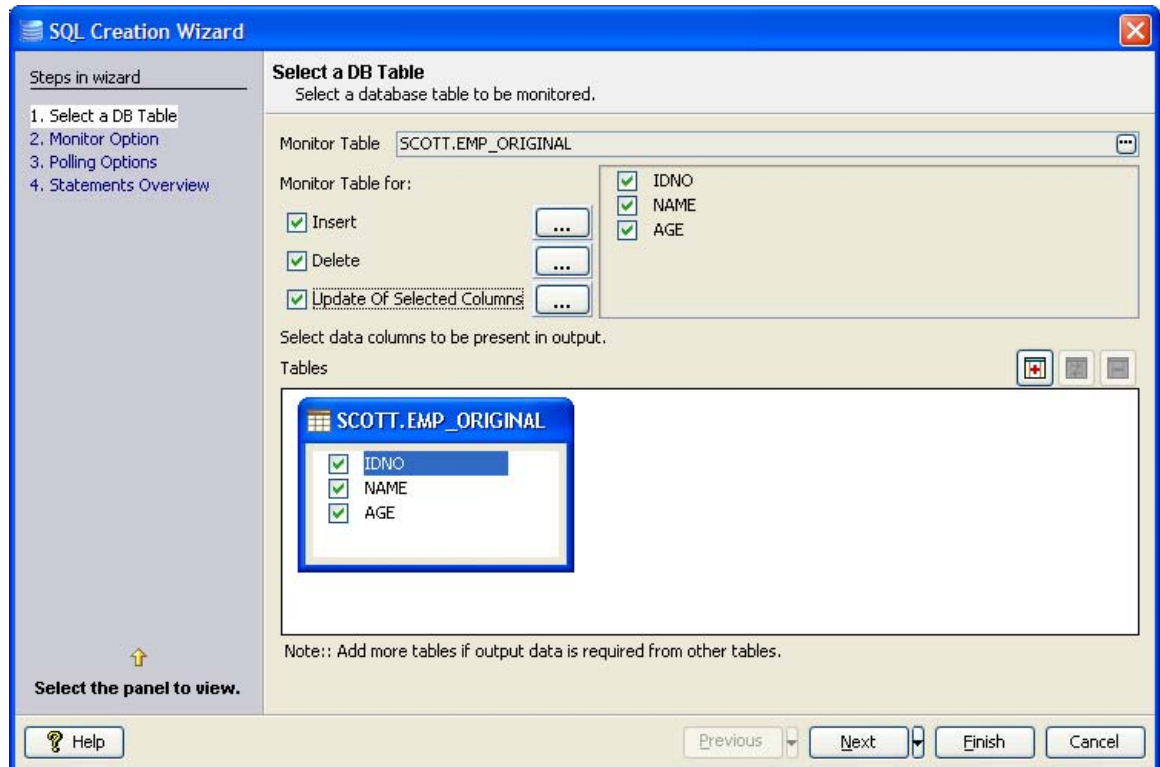 SQL Creation Wizard
Steps in wizard
1. Select a DB Table
2. Monitor Option
3. Polling Options
4. Statements Overview
Select the panel to view.
Select a DB Table
Select a database table to be monitored.
Monitor Table SCOTT.EMP_ORIGINAL ...
Monitor Table for:
Insert ...
Delete ...
Update Of Selected Columns ...
IDNO
NAME
AGE
Select data columns to be present in output.
Tables
SCOTT.EMP_ORIGINAL
IDNO
NAME
AGE
Note:: Add more tables if output data is required from other tables.
Help Previous Next Finish Cancel